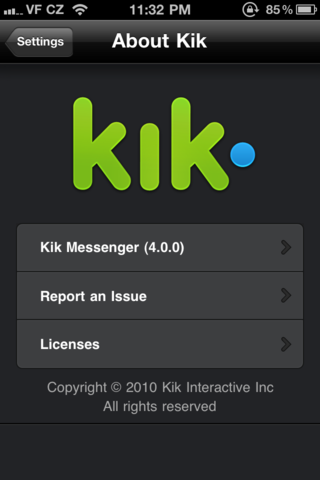 VF CZ 11:32 PM 85%
Settings About Kik
kik
Kik Messenger (4.0.0)
Report an Issue
Licenses
Copyright © 2010 Kik Interactive Inc
All rights reserved